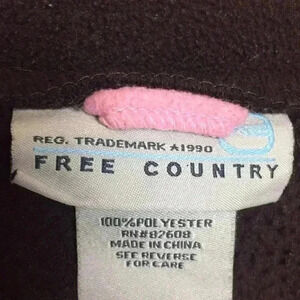 REG. TRADEMARK ★1990
FREE COUNTRY
100% POLYESTER
RN#82608
MADE IN CHINA
SEE REVERSE
FOR CARE